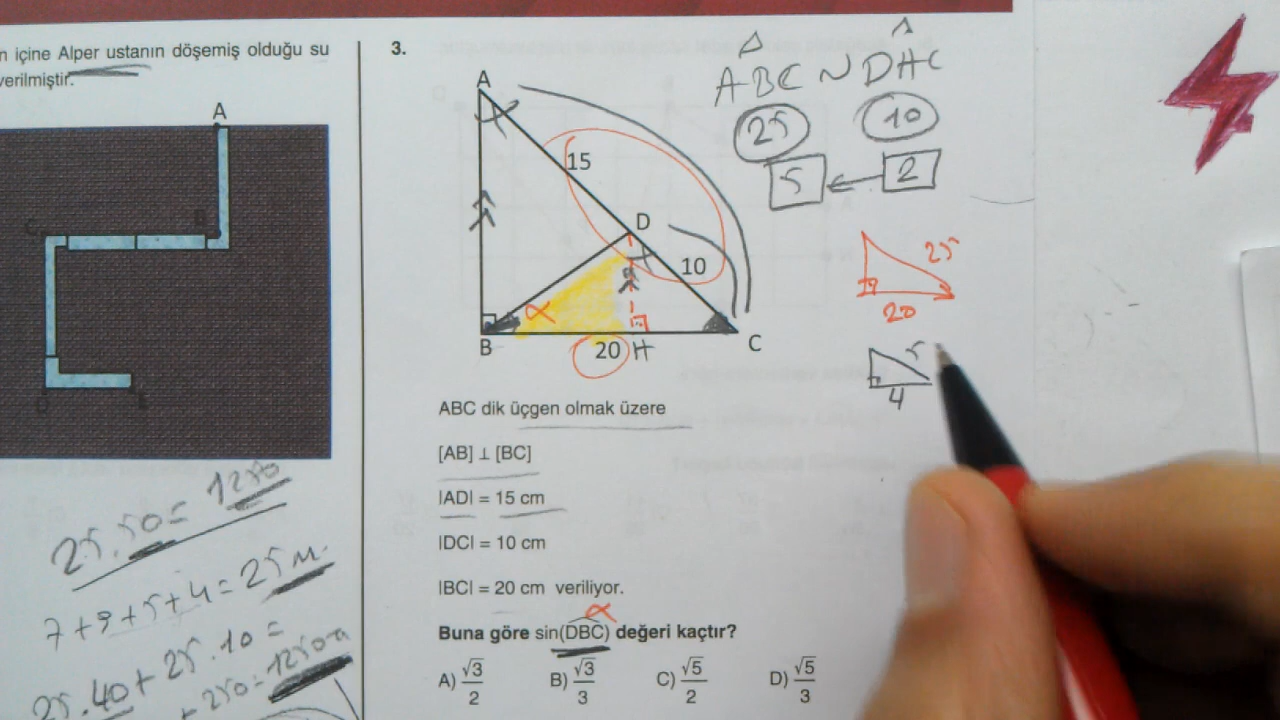 n içine Alper ustanın döşemiş olduğu su
verilmiştir.
A
B
C
D
E
25.50=1250
7+9+5+4=25 m.
25.40+25.10=
+250=1250
3.
A
15
D
10
α
B
20
H
C
ABC ~ DHC
25 10
5 ← 2
25
20
5
4
ABC dik üçgen olmak üzere
[AB] ⊥ [BC]
|AD| = 15 cm
|DC| = 10 cm
|BC| = 20 cm veriliyor.
α
Buna göre sin(DBC) değeri kaçtır?
A) √3/2 B) √3/3 C) √5/2 D) √5/3